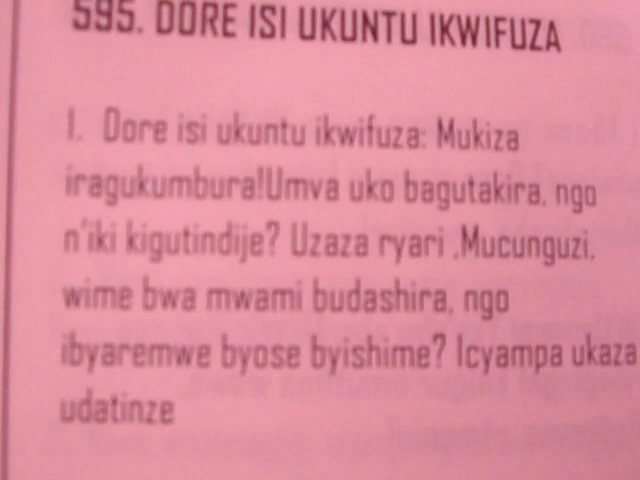 595. DORE ISI UKUNTU IKWIFUZA
1. Dore isi ukuntu ikwifuza: Mukiza
iragukumbura!Umva uko bagutakira, ngo
n'iki kigutindije? Uzaza ryari ,Mucunguzi,
wime bwa mwami budashira, ngo
ibyaremwe byose byishime? Icyampa ukaza
udatinze